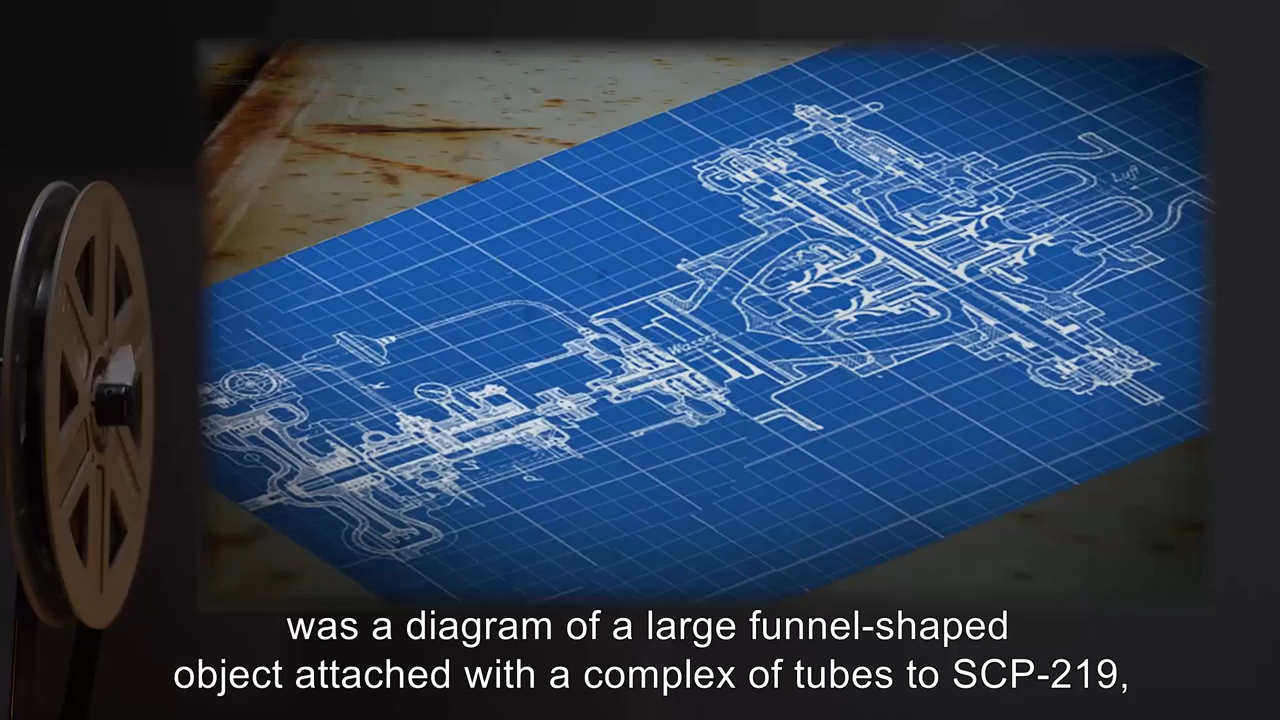 Luft
Wasser
was a diagram of a large funnel-shaped
object attached with a complex of tubes to SCP-219,